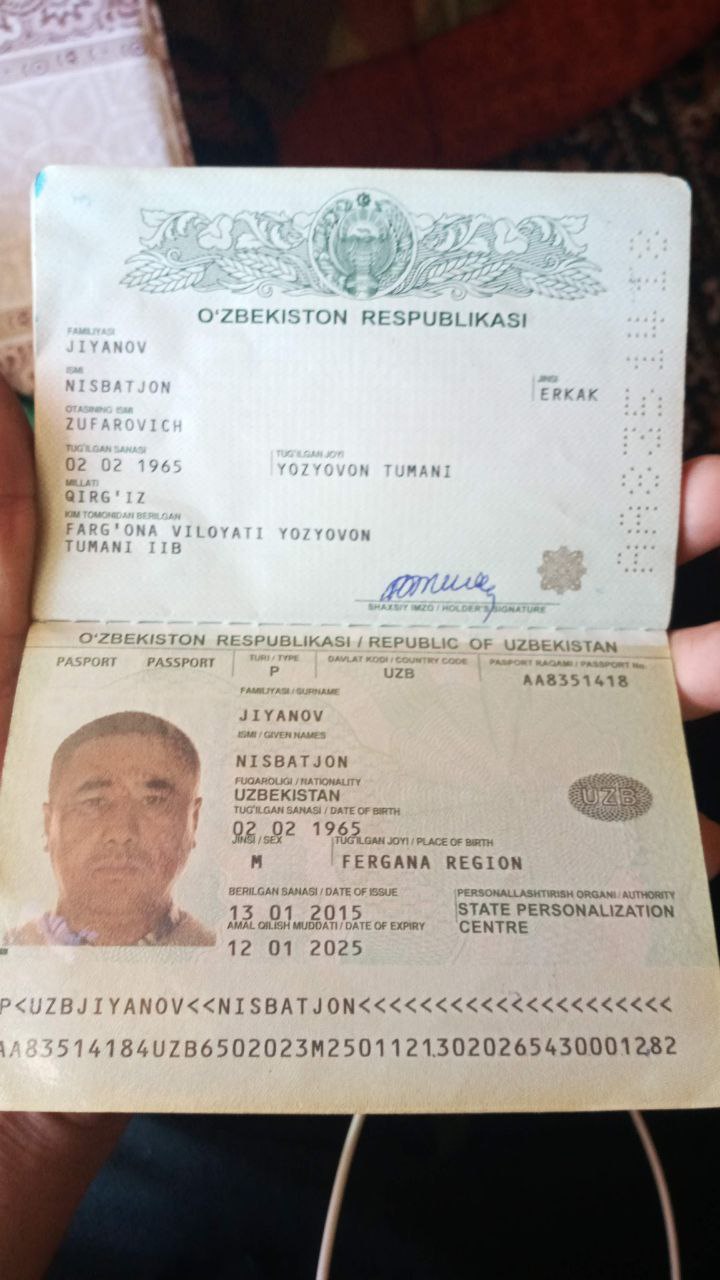 O'ZBEKISTON RESPUBLIKASI
FAMILIYASI
JIYANOV
ISMI
NISBATJON
JINSI
ERKAK
OTASINING ISMI
ZUFAROVICH
TUG'ILGAN SANASI
02 02 1965
TUG'ILGAN JOYI
YOZYOVON TUMANI
MILLATI
QIRG'IZ
KIM TOMONIDAN BERILGAN
FARG'ONA VILOYATI YOZYOVON
TUMANI IIB
SHAXSIY IMZO / HOLDER'S SIGNATURE
AA8351418
O'ZBEKISTON RESPUBLIKASI / REPUBLIC OF UZBEKISTAN
PASPORT PASSPORT
TURI / TYPE
P
DAVLAT KODI / COUNTRY CODE
UZB
PASPORT RAQAMI / PASSPORT No.
AA8351418
FAMILIYASI / SURNAME
JIYANOV
ISMI / GIVEN NAMES
NISBATJON
FUQAROLIGI / NATIONALITY
UZBEKISTAN
UZB
TUG'ILGAN SANASI / DATE OF BIRTH
02 02 1965
JINSI / SEX
M
TUG'ILGAN JOYI / PLACE OF BIRTH
FERGANA REGION
BERILGAN SANASI / DATE OF ISSUE
13 01 2015
PERSONALLASHTIRISH ORGANI / AUTHORITY
STATE PERSONALIZATION
CENTRE
AMAL QILISH MUDDATI / DATE OF EXPIRY
12 01 2025
P<UZBJIYANOV<<NISBATJON<<<<<<<<<<<<<<<<<<<<<
AA83514184UZB6502023M25011213020265430001282